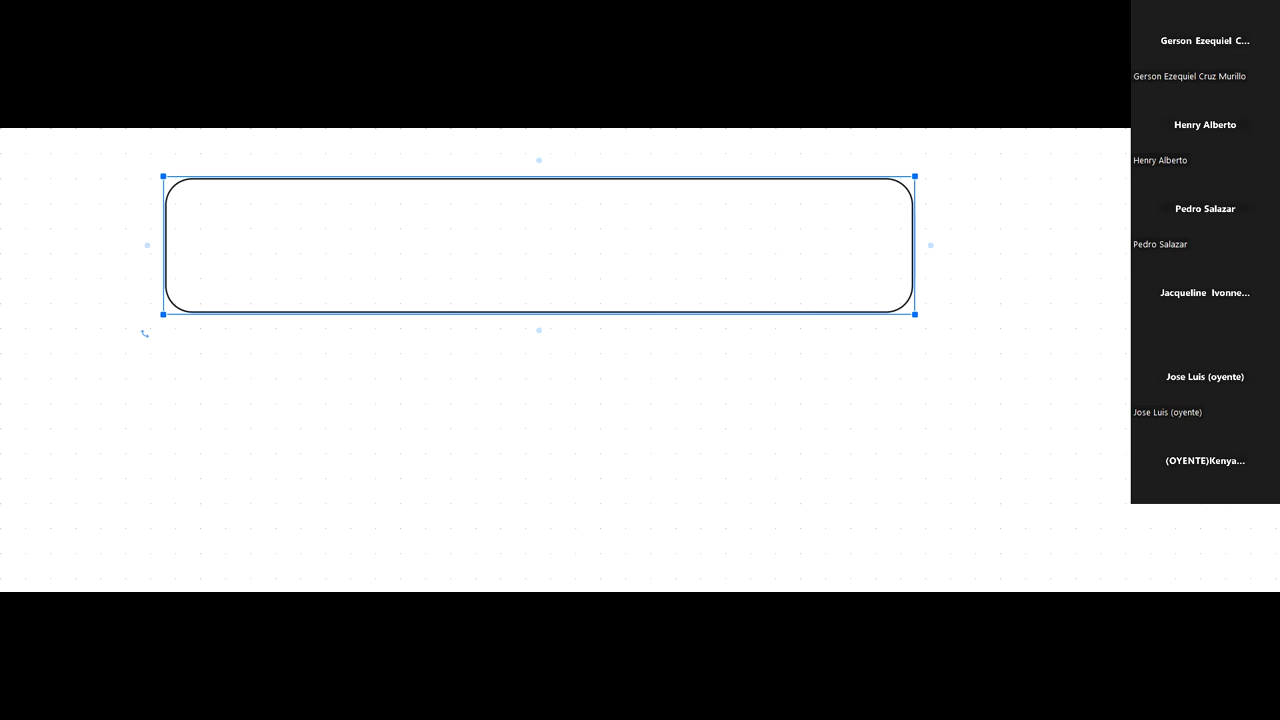 Gerson Ezequiel C...
Gerson Ezequiel Cruz Murillo
Henry Alberto
Henry Alberto
Pedro Salazar
Pedro Salazar
Jacqueline Ivonne...
Jose Luis (oyente)
Jose Luis (oyente)
(OYENTE)Kenya...